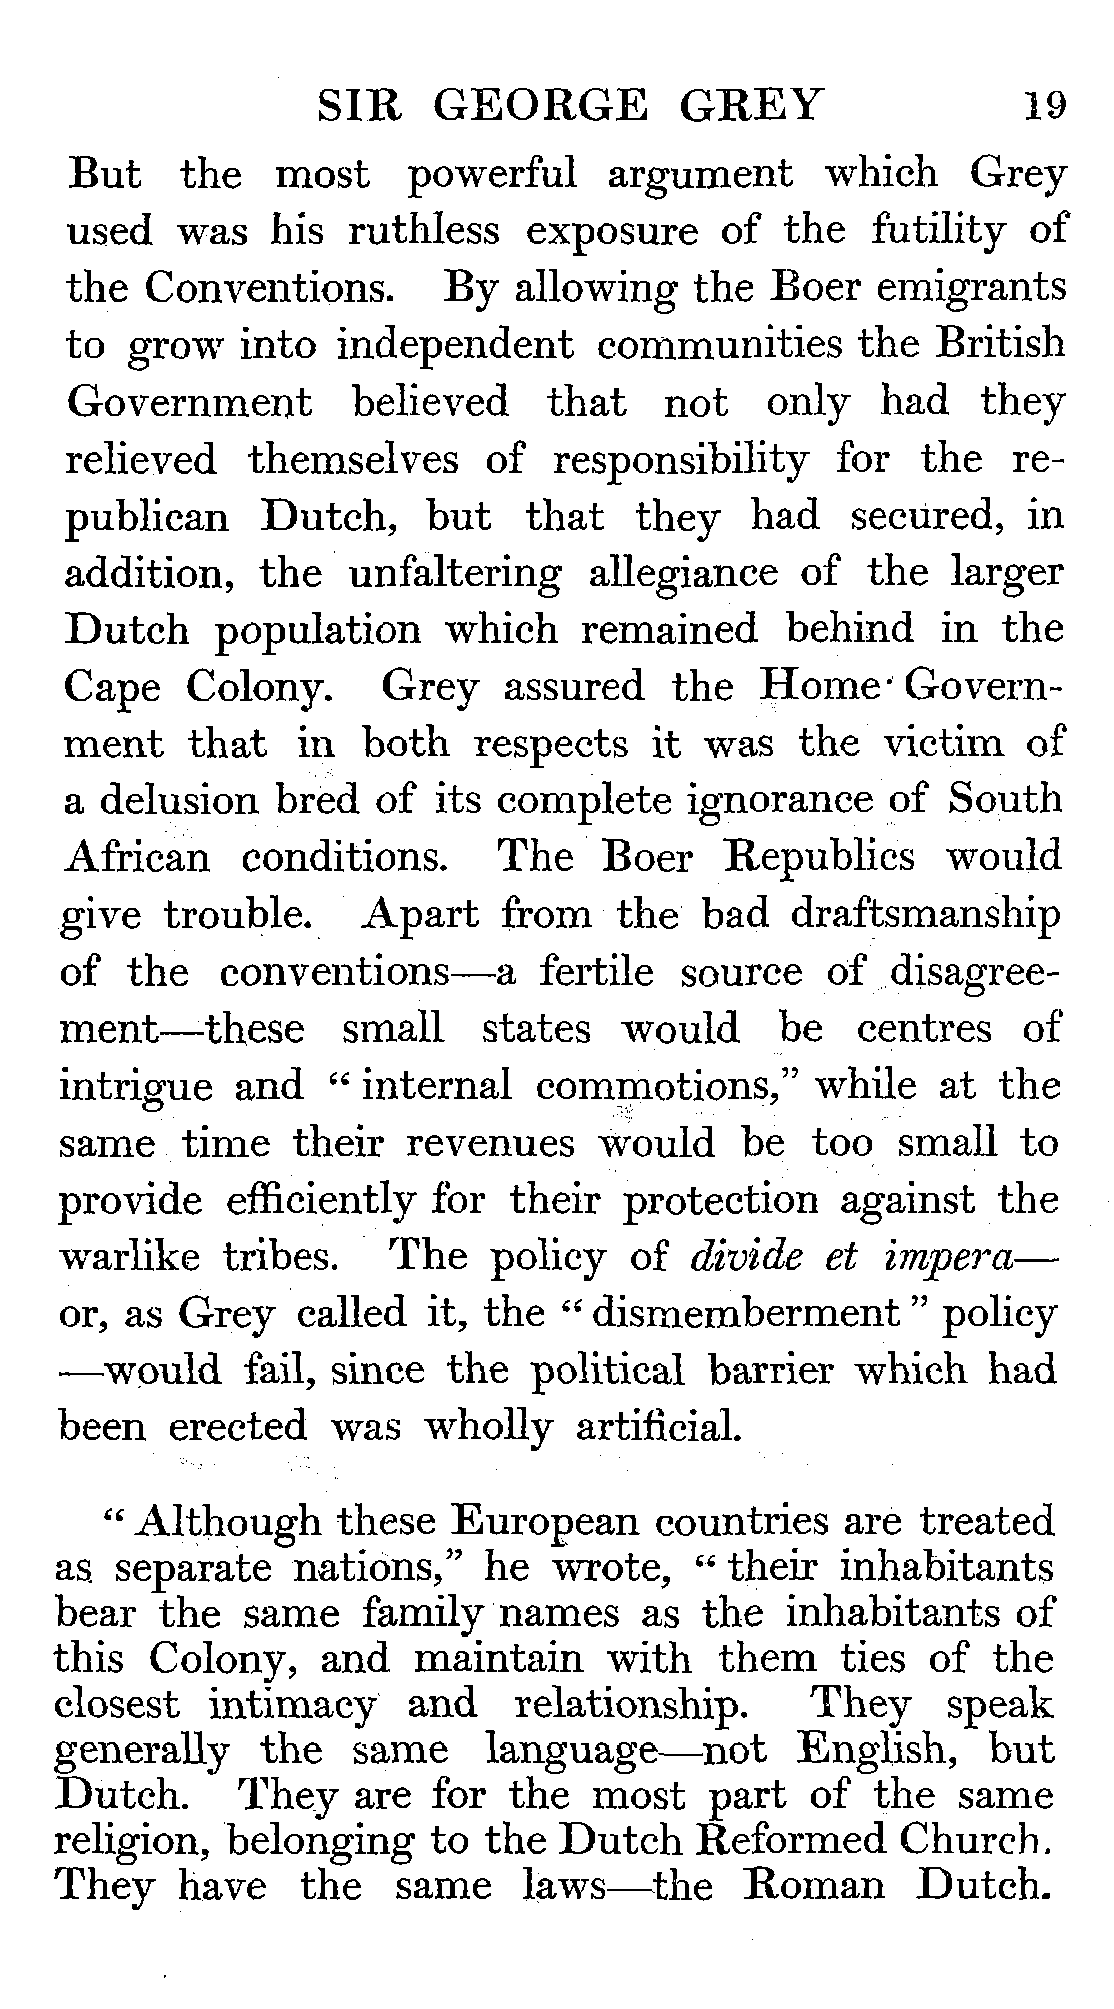 SIR GEORGE GREY 19
But the most powerful argument which Grey
used was his ruthless exposure of the futility of
the Conventions. By allowing the Boer emigrants
to grow into independent communities the British
Government believed that not only had they
relieved themselves of responsibility for the re-
publican Dutch, but that they had secured, in
addition, the unfaltering allegiance of the larger
Dutch population which remained behind in the
Cape Colony. Grey assured the Home Govern-
ment that in both respects it was the victim of
a delusion bred of its complete ignorance of South
African conditions. The Boer Republics would
give trouble. Apart from the bad draftsmanship
of the conventions—a fertile source of disagree-
ment—these small states would be centres of
intrigue and “ internal commotions,” while at the
same time their revenues would be too small to
provide efficiently for their protection against the
warlike tribes. The policy of divide et impera—
or, as Grey called it, the “ dismemberment ” policy
—would fail, since the political barrier which had
been erected was wholly artificial.
“ Although these European countries are treated
as separate nations,” he wrote, “ their inhabitants
bear the same family names as the inhabitants of
this Colony, and maintain with them ties of the
closest intimacy and relationship. They speak
generally the same language—not English, but
Dutch. They are for the most part of the same
religion, belonging to the Dutch Reformed Church.
They have the same laws—the Roman Dutch.